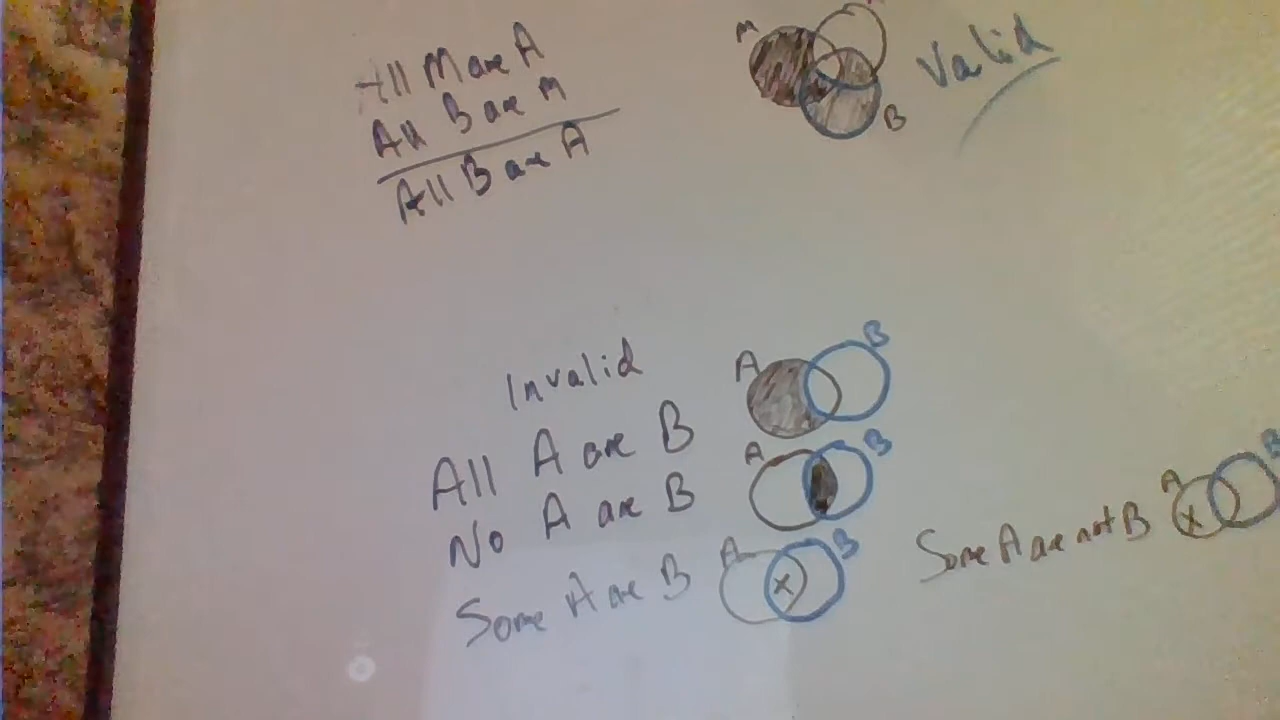 All M are A
All B are M
All B are A
M
B
Valid
Invalid
All A are B
A
B
No A are B
A
B
Some A are B
A
B
Some A are not B
A
B